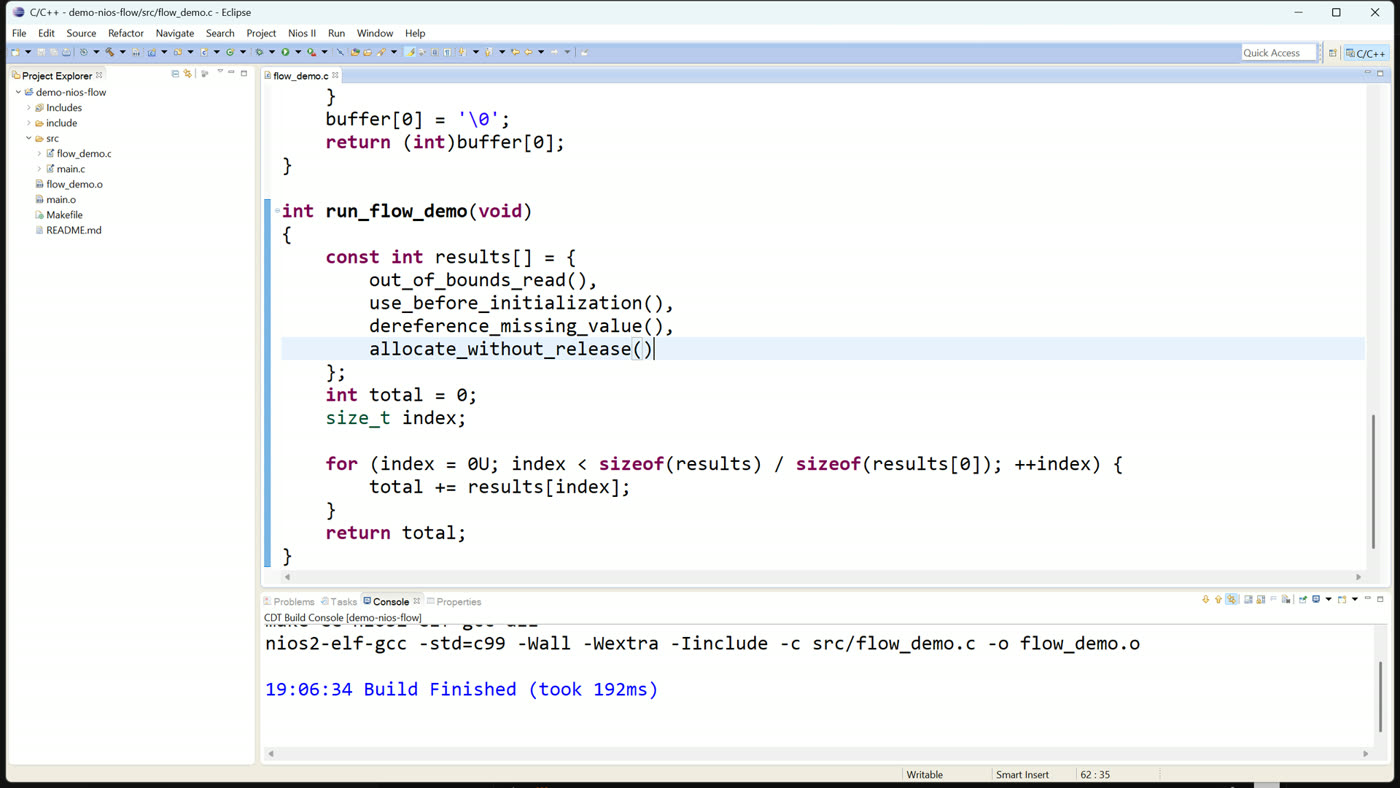 C/C++ - demo-nios-flow/src/flow_demo.c - Eclipse
File Edit Source Refactor Navigate Search Project Nios II Run Window Help
Quick Access
C/C++
Project Explorer
demo-nios-flow
Includes
include
src
flow_demo.c
main.c
flow_demo.o
main.o
Makefile
README.md
flow_demo.c
}
buffer[0] = '\0';
return (int)buffer[0];
}
int run_flow_demo(void)
{
const int results[] = {
out_of_bounds_read(),
use_before_initialization(),
dereference_missing_value(),
allocate_without_release()
};
int total = 0;
size_t index;
for (index = 0U; index < sizeof(results) / sizeof(results[0]); ++index) {
total += results[index];
}
return total;
}
Problems Tasks Console Properties
CDT Build Console [demo-nios-flow]
nios2-elf-gcc -std=c99 -Wall -Wextra -Iinclude -c src/flow_demo.c -o flow_demo.o
19:06:34 Build Finished (took 192ms)
Writable Smart Insert 62 : 35